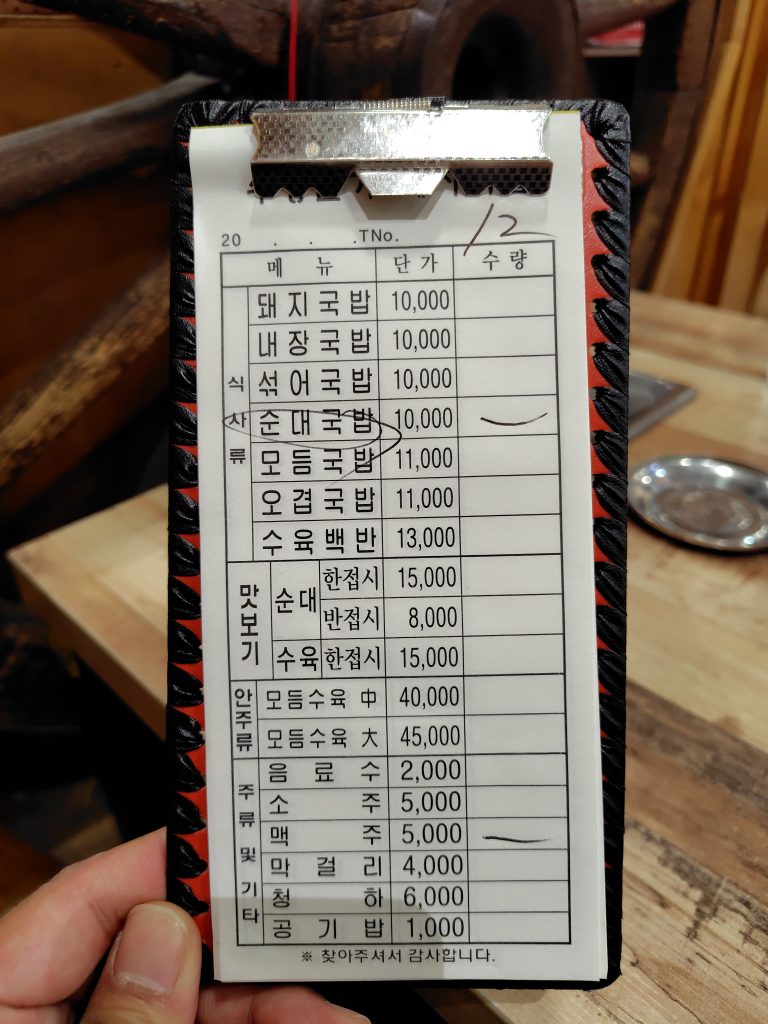 12
20 . . .TNo.
메뉴 단가 수량
식사류
돼지국밥 10,000
내장국밥 10,000
섞어국밥 10,000
순대국밥 10,000 —
모듬국밥 11,000
오겹국밥 11,000
수육백반 13,000
맛보기
순대 한접시 15,000
반접시 8,000
수육 한접시 15,000
안주류
모듬수육 中 40,000
모듬수육 大 45,000
주류 및 기타
음료수 2,000
소주 5,000
맥주 5,000 —
막걸리 4,000
청하 6,000
공기밥 1,000
※ 찾아주셔서 감사합니다.